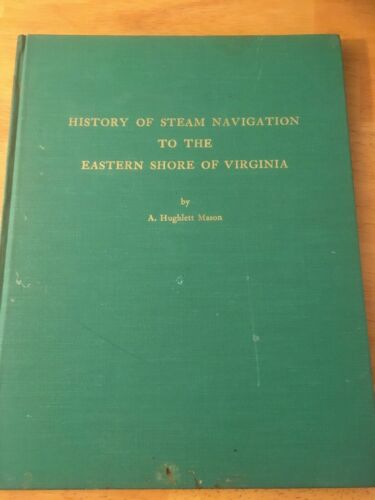 HISTORY OF STEAM NAVIGATION
TO THE
EASTERN SHORE OF VIRGINIA
by
A. Hughlett Mason